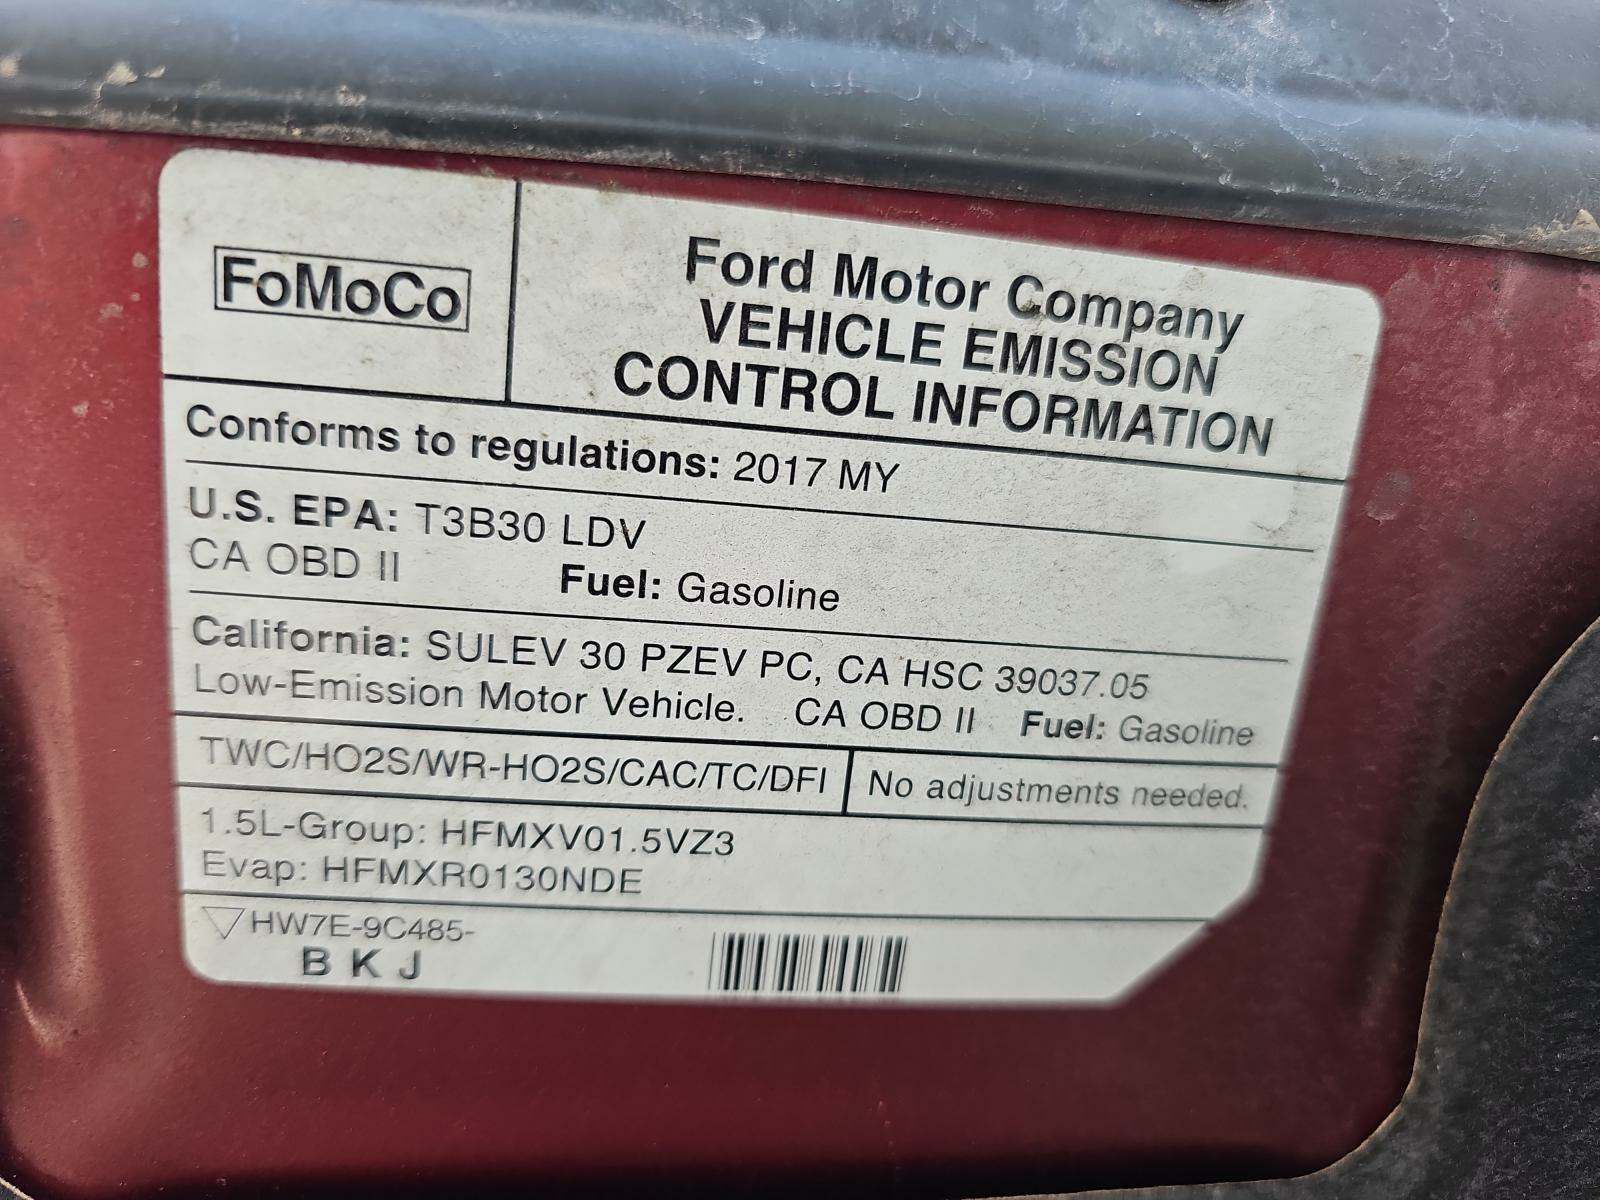 FoMoCo
Ford Motor Company
VEHICLE EMISSION
CONTROL INFORMATION
Conforms to regulations: 2017 MY
U.S. EPA: T3B30 LDV
CA OBD II Fuel: Gasoline
California: SULEV 30 PZEV PC, CA HSC 39037.05
Low-Emission Motor Vehicle. CA OBD II Fuel: Gasoline
TWC/HO2S/WR-HO2S/CAC/TC/DFI No adjustments needed.
1.5L-Group: HFMXV01.5VZ3
Evap: HFMXR0130NDE
▽HW7E-9C485-
B K J